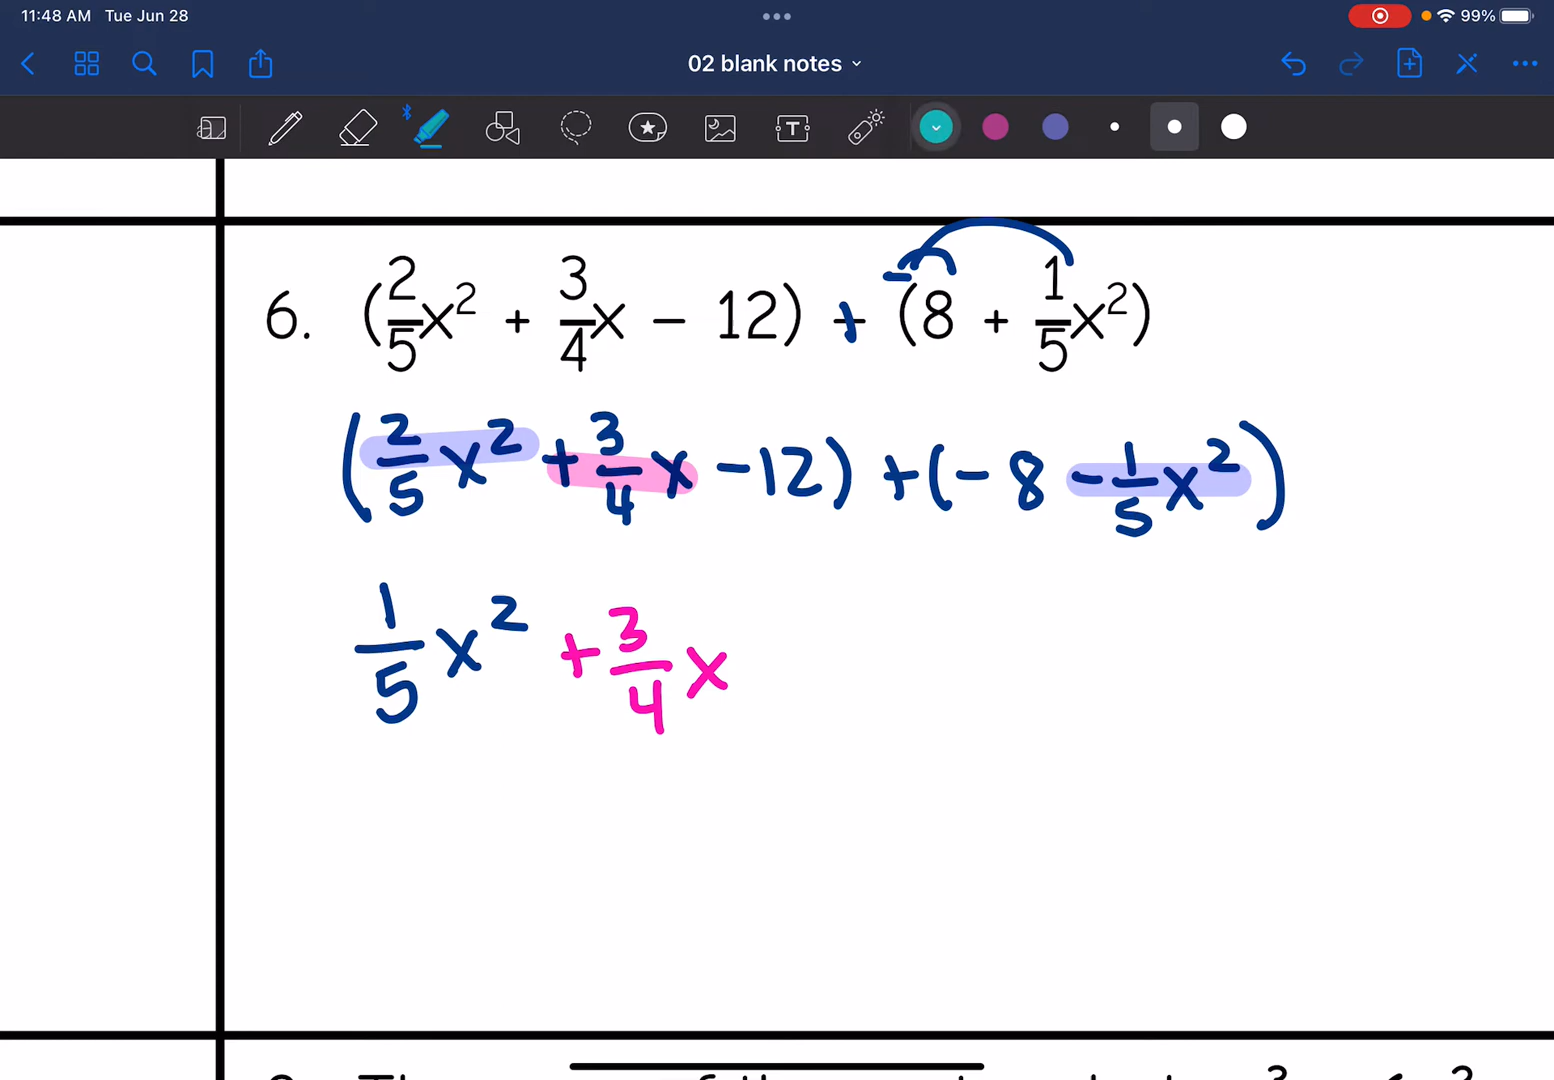 11:48 AM Tue Jun 28
99%
02 blank notes
T
6. (2/5x² + 3/4x − 12) + (8 + 1/5x²)
(2/5x² + 3/4x − 12) + (− 8 − 1/5x²)
1/5x² + 3/4x